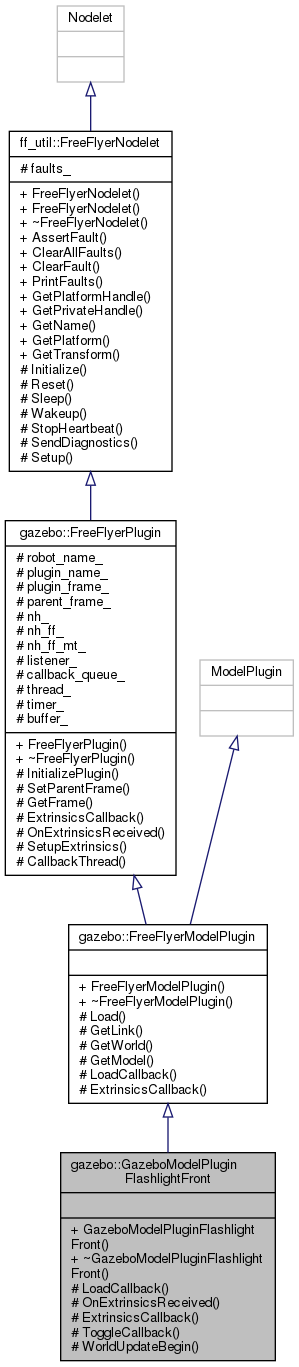 Nodelet
ff_util::FreeFlyerNodelet
# faults_
+ FreeFlyerNodelet()
+ FreeFlyerNodelet()
+ ~FreeFlyerNodelet()
+ AssertFault()
+ ClearAllFaults()
+ ClearFault()
+ PrintFaults()
+ GetPlatformHandle()
+ GetPrivateHandle()
+ GetName()
+ GetPlatform()
+ GetTransform()
# Initialize()
# Reset()
# Sleep()
# Wakeup()
# StopHeartbeat()
# SendDiagnostics()
# Setup()
gazebo::FreeFlyerPlugin
# robot_name_
# plugin_name_
# plugin_frame_
# parent_frame_
# nh_
# nh_ff_
# nh_ff_mt_
# listener_
# callback_queue_
# thread_
# timer_
# buffer_
+ FreeFlyerPlugin()
+ ~FreeFlyerPlugin()
# InitializePlugin()
# SetParentFrame()
# GetFrame()
# ExtrinsicsCallback()
# OnExtrinsicsReceived()
# SetupExtrinsics()
# CallbackThread()
ModelPlugin
gazebo::FreeFlyerModelPlugin
+ FreeFlyerModelPlugin()
+ ~FreeFlyerModelPlugin()
# Load()
# GetLink()
# GetWorld()
# GetModel()
# LoadCallback()
# ExtrinsicsCallback()
gazebo::GazeboModelPlugin
FlashlightFront
+ GazeboModelPluginFlashlight
Front()
+ ~GazeboModelPluginFlashlight
Front()
# LoadCallback()
# OnExtrinsicsReceived()
# ExtrinsicsCallback()
# ToggleCallback()
# WorldUpdateBegin()